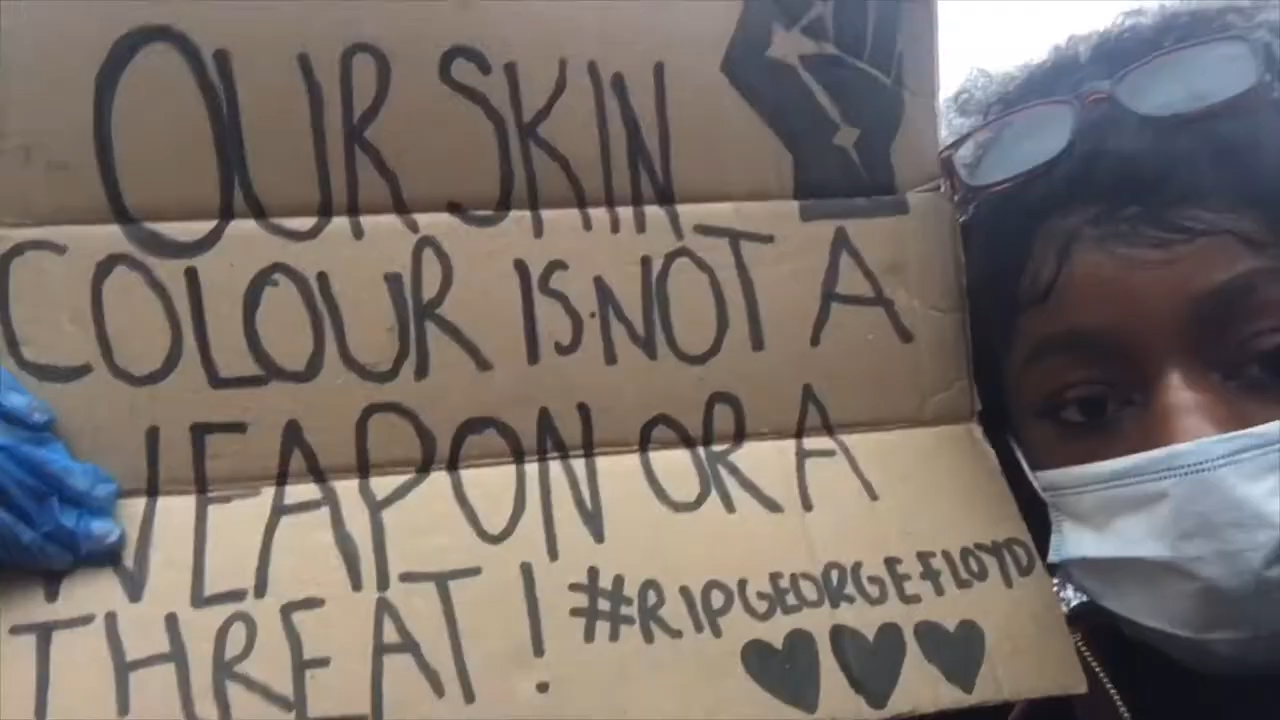 OUR SKIN
COLOUR IS NOT A
WEAPON OR A
THREAT! #RIPGEORGEFLOYD